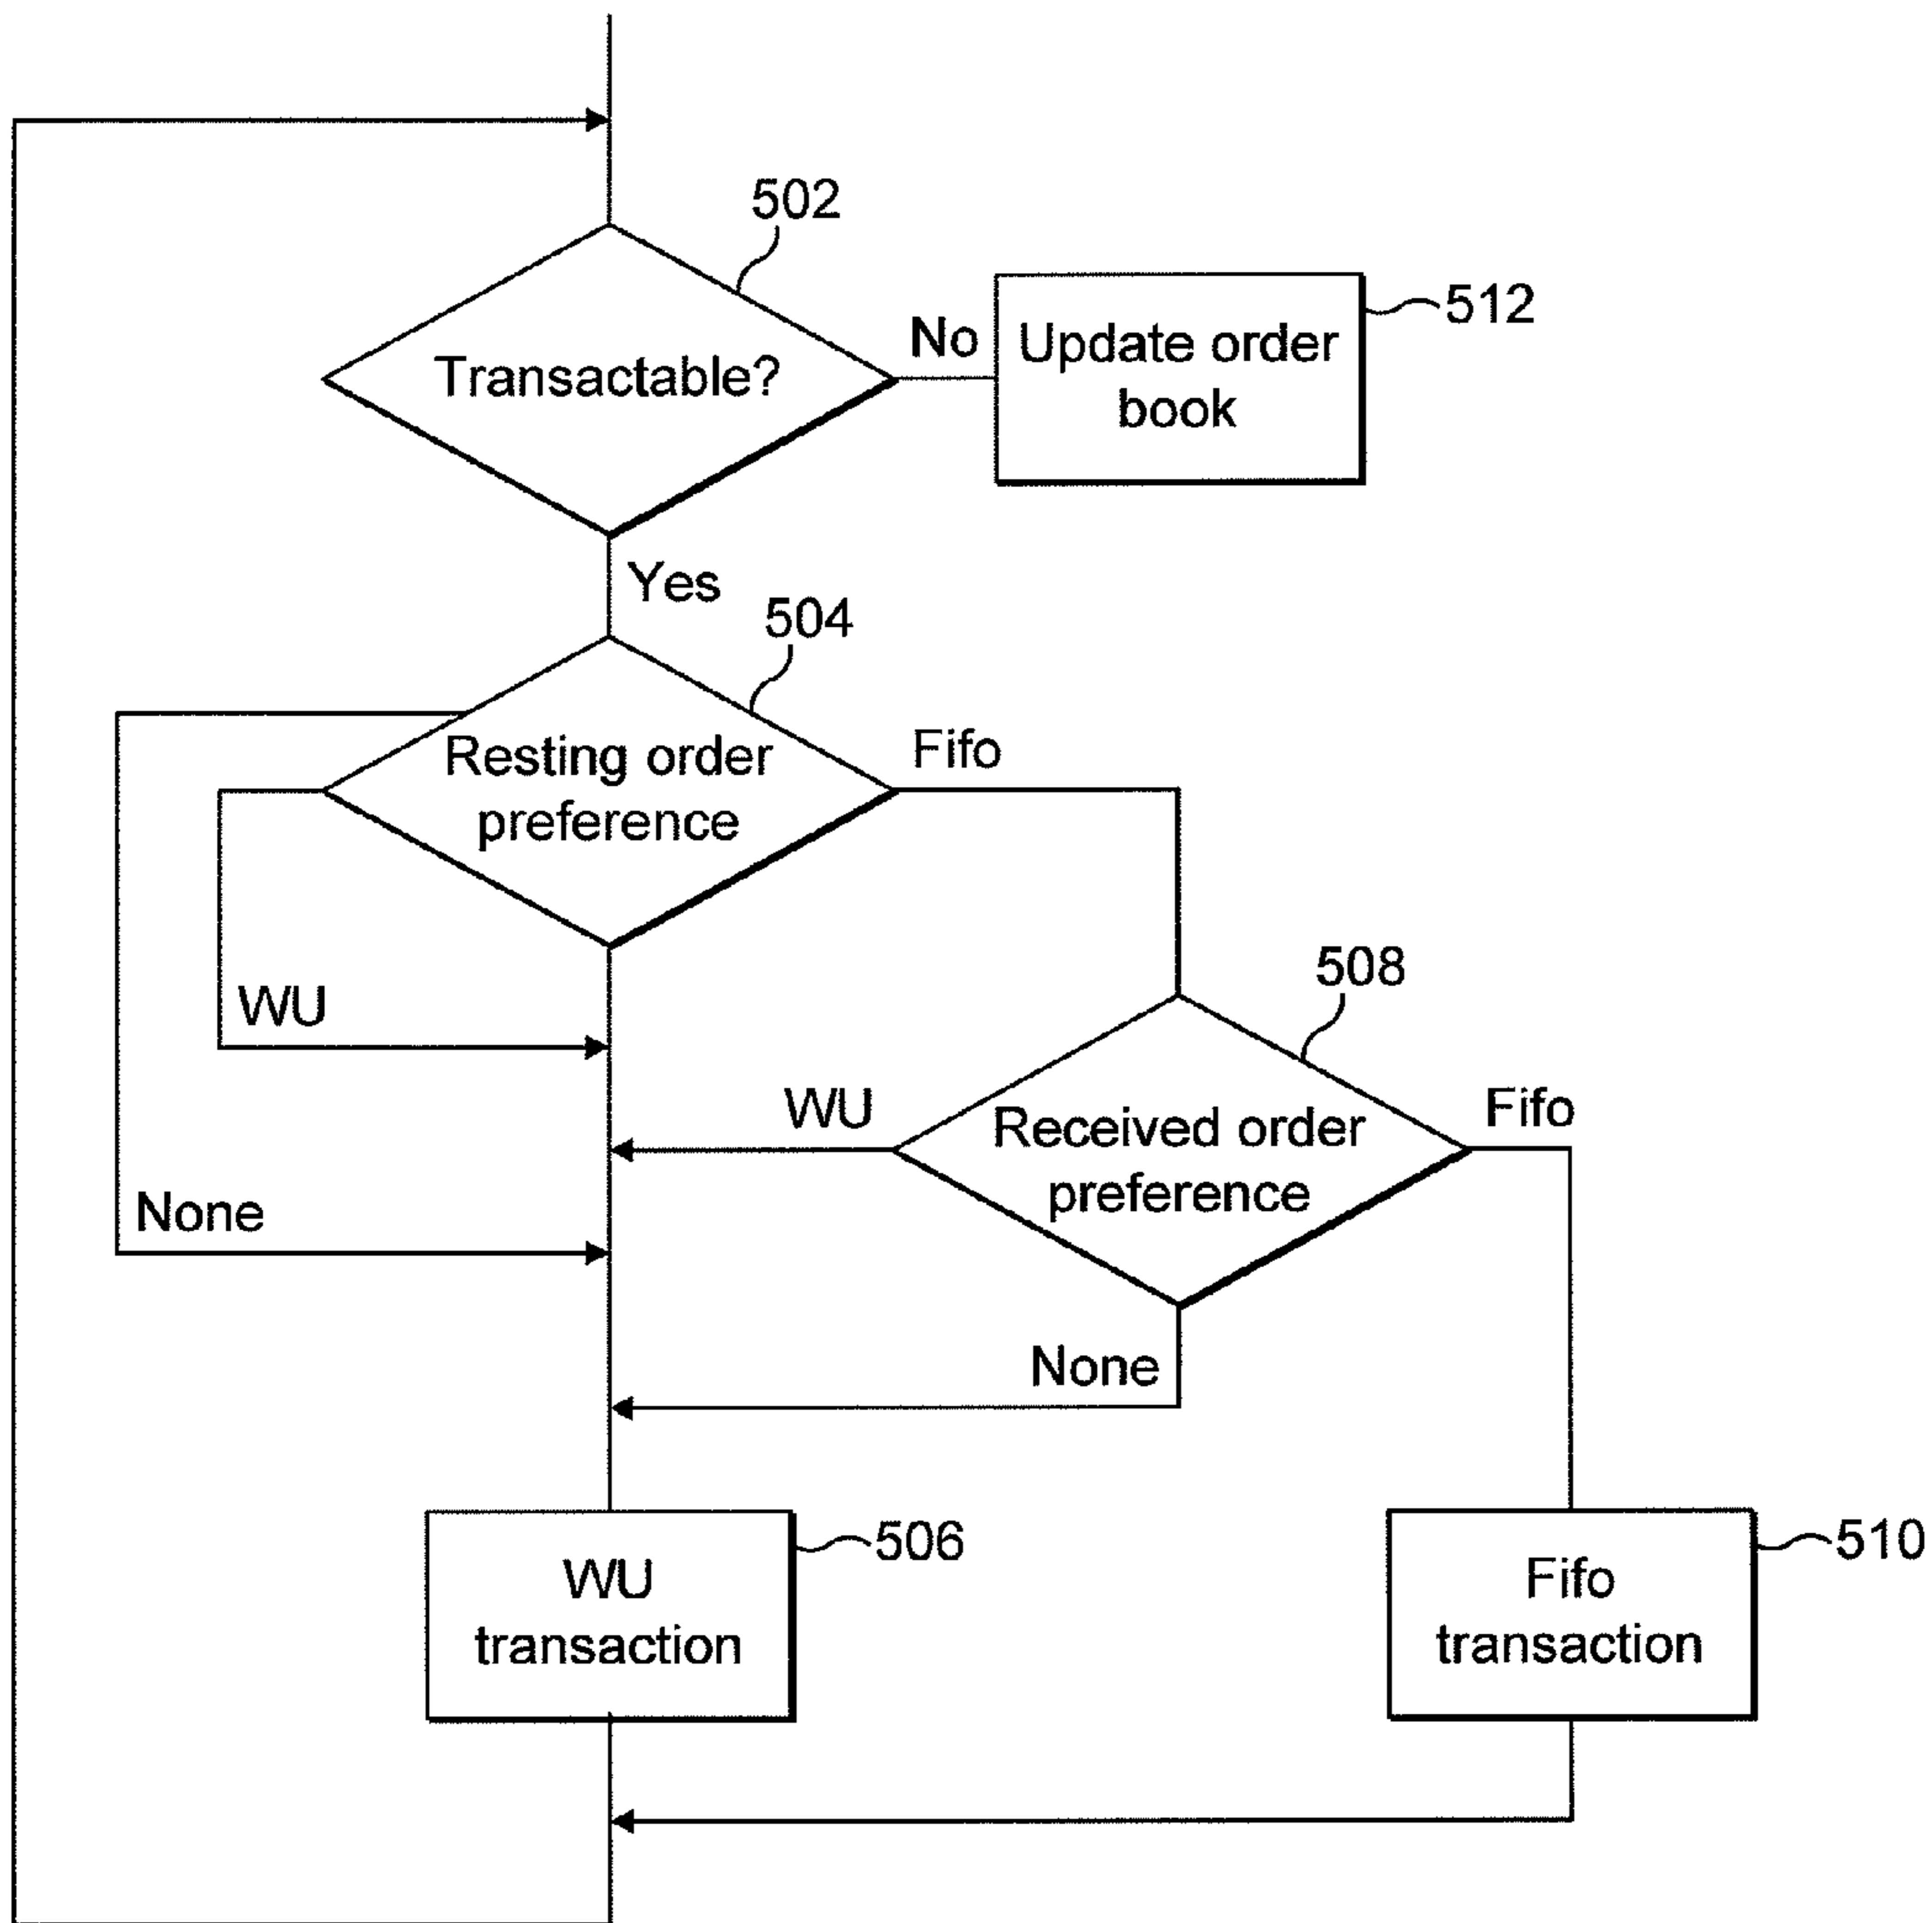 502
Transactable?
No
Update order
book
512
Yes
504
Resting order
preference
Fifo
WU
508
WU
Received order
preference
Fifo
None
None
WU
transaction
506
Fifo
transaction
510